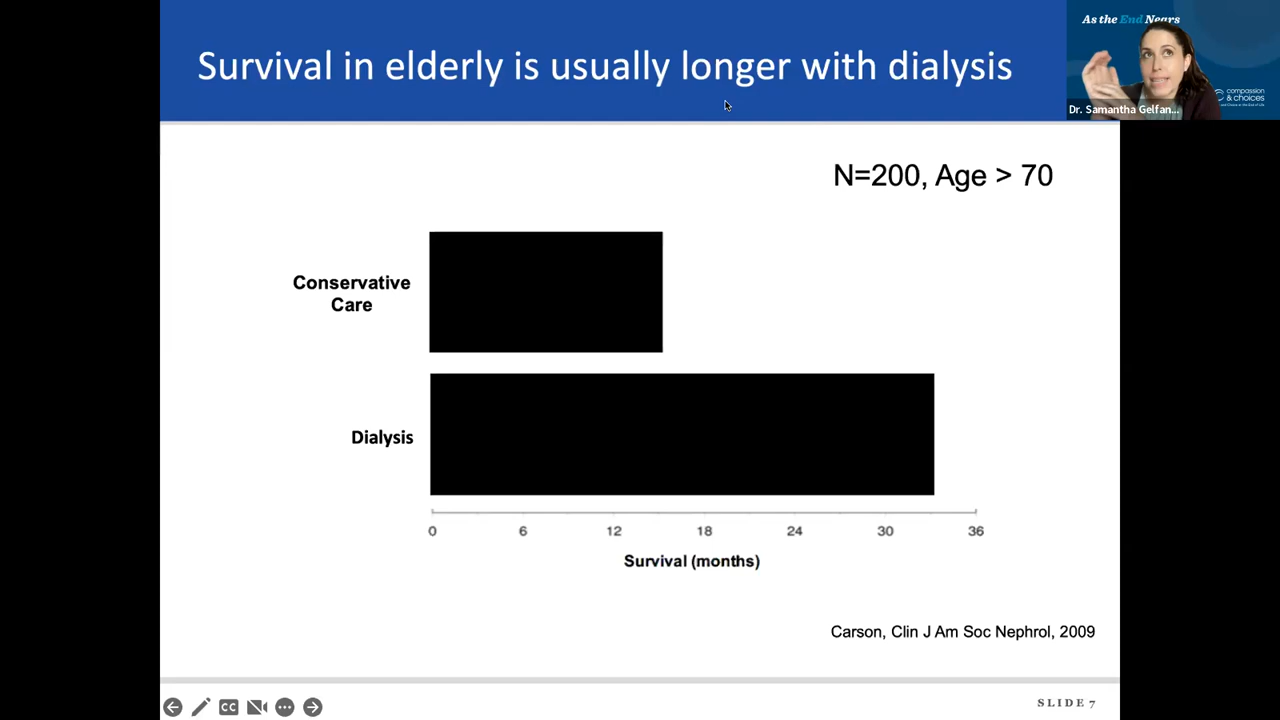 Survival in elderly is usually longer with dialysis
As the End Nears
compassion
& choices
Dr. Samantha Gelfan...
N=200, Age > 70
Conservative
Care
Dialysis
0 6 12 18 24 30 36
Survival (months)
Carson, Clin J Am Soc Nephrol, 2009
CC
SLIDE 7